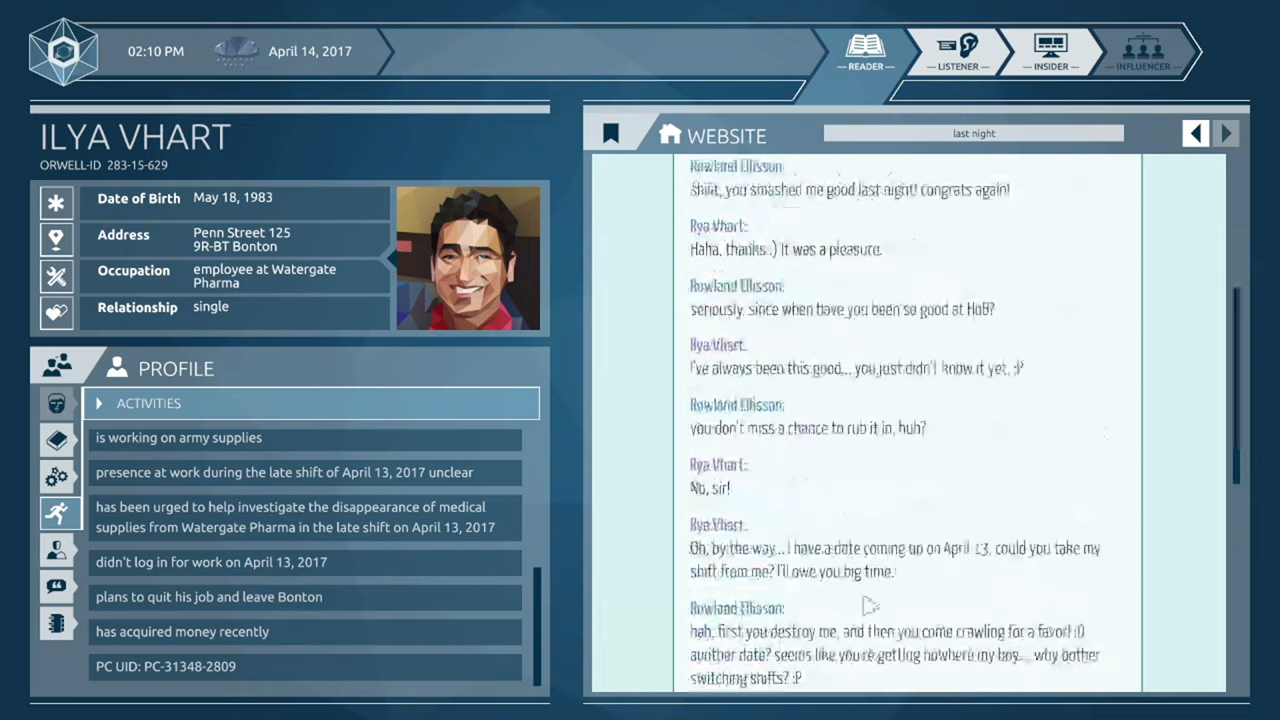 02:10 PM
April 14, 2017
READER
LISTENER
INSIDER
INFLUENCER
ILYA VHART
ORWELL-ID 283-15-629
Date of Birth May 18, 1983
Address Penn Street 125
9R-BT Bonton
Occupation employee at Watergate
Pharma
Relationship single
PROFILE
ACTIVITIES
is working on army supplies
presence at work during the late shift of April 13, 2017 unclear
has been urged to help investigate the disappearance of medical
supplies from Watergate Pharma in the late shift on April 13, 2017
didn't log in for work on April 13, 2017
plans to quit his job and leave Bonton
has acquired money recently
PC UID: PC-31348-2809
WEBSITE
last night
Rowland Ellisson:
Shiiit, you smashed me good last night! congrats again!
Ilya Vhart:
Haha, thanks :) It was a pleasure.
Rowland Ellisson:
seriously, since when have you been so good at HoB?
Ilya Vhart:
I've always been this good... you just didn't know it yet, ;P
Rowland Ellisson:
you don't miss a chance to rub it in, huh?
Ilya Vhart:
No, sir!
Ilya Vhart:
Oh, by the way... I have a date coming up on April 13, could you take my
shift from me? I'll owe you big time.
Rowland Ellisson:
hah, first you destroy me, and then you come crawling for a favor! :D
another date? seems like you're getting nowhere my boy... why bother
switching shifts? :P